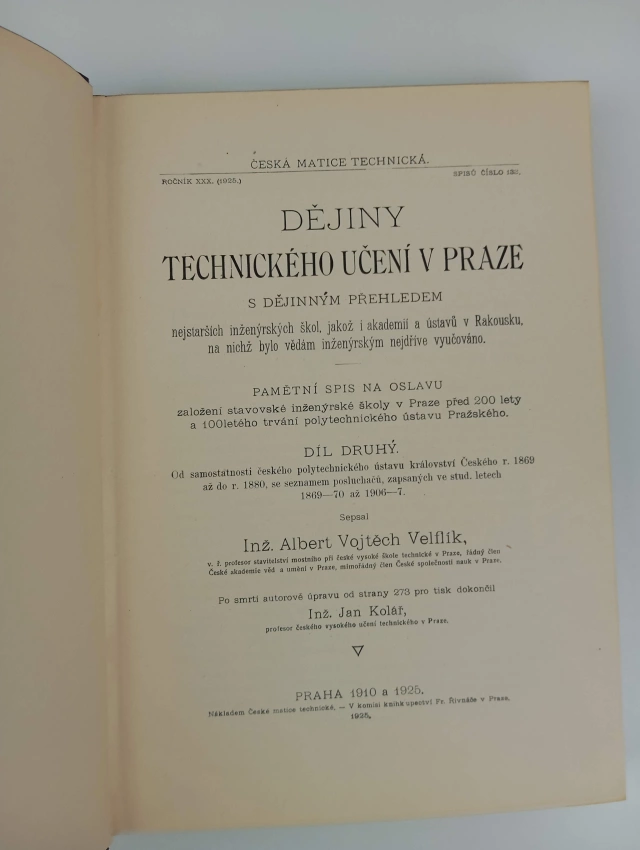 ČESKÁ MATICE TECHNICKÁ.
ROČNÍK XXX. (1925.)
SPISŮ ČÍSLO
DĚJINY
TECHNICKÉHO UČENÍ V PRAZE
S DĚJINNÝM PŘEHLEDEM
nejstarších inženýrských škol, jakož i akademií a ústavů v Rakousku,
na nichž bylo vědám inženýrským nejdříve vyučováno.
PAMĚTNÍ SPIS NA OSLAVU
založení stavovské inženýrské školy v Praze před 200 lety
a 100letého trvání polytechnického ústavu Pražského.
DÍL DRUHÝ.
Od samostatnosti českého polytechnického ústavu království Českého r. 1869
až do r. 1880, se seznamem posluchačů, zapsaných ve stud. letech
1869—70 až 1906—7.
Sepsal
Inž. Albert Vojtěch Velflík,
v. ř. profesor stavitelství mostního při české vysoké škole technické v Praze, řádný člen
České akademie věd a umění v Praze, mimořádný člen České společnosti nauk v Praze.
Po smrti autorově úpravu od strany 273 pro tisk dokončil
Inž. Jan Kolář,
profesor českého vysokého učení technického v Praze.
PRAHA 1910 a 1925.
Nákladem České matice technické. — V komisi knihkupectví Fr. Řivnáče v Praze.
1925.